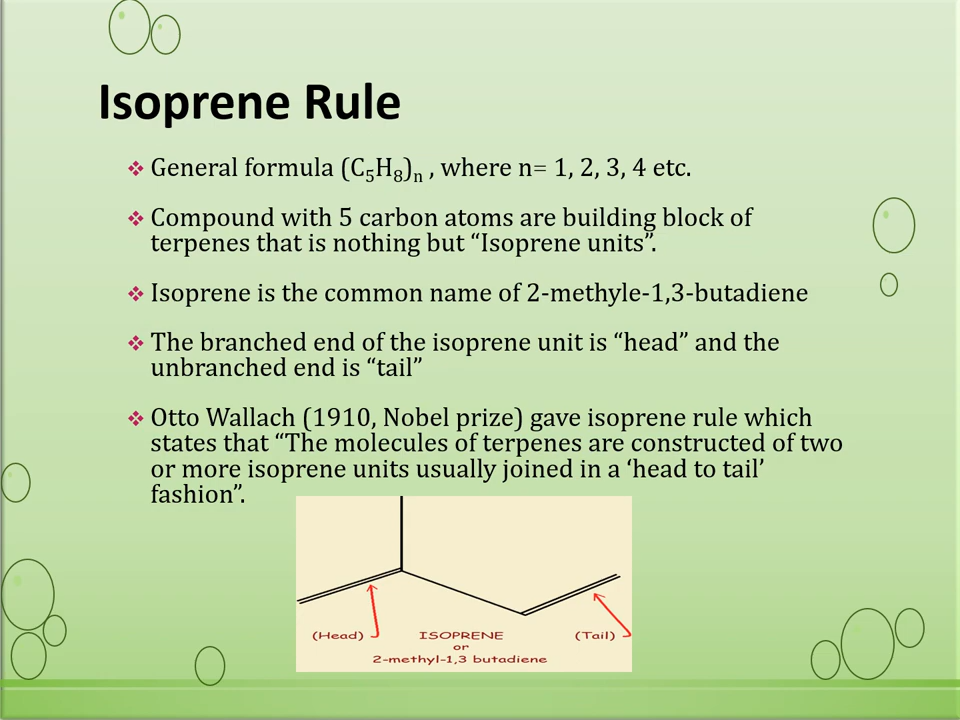 Isoprene Rule
❖ General formula (C₅H₈)ₙ , where n= 1, 2, 3, 4 etc.
❖ Compound with 5 carbon atoms are building block of
terpenes that is nothing but “Isoprene units”.
❖ Isoprene is the common name of 2-methyle-1,3-butadiene
❖ The branched end of the isoprene unit is “head” and the
unbranched end is “tail”
❖ Otto Wallach (1910, Nobel prize) gave isoprene rule which
states that “The molecules of terpenes are constructed of two
or more isoprene units usually joined in a ‘head to tail’
fashion”.
(Head) ISOPRENE (Tail)
or
2-methyl-1,3 butadiene